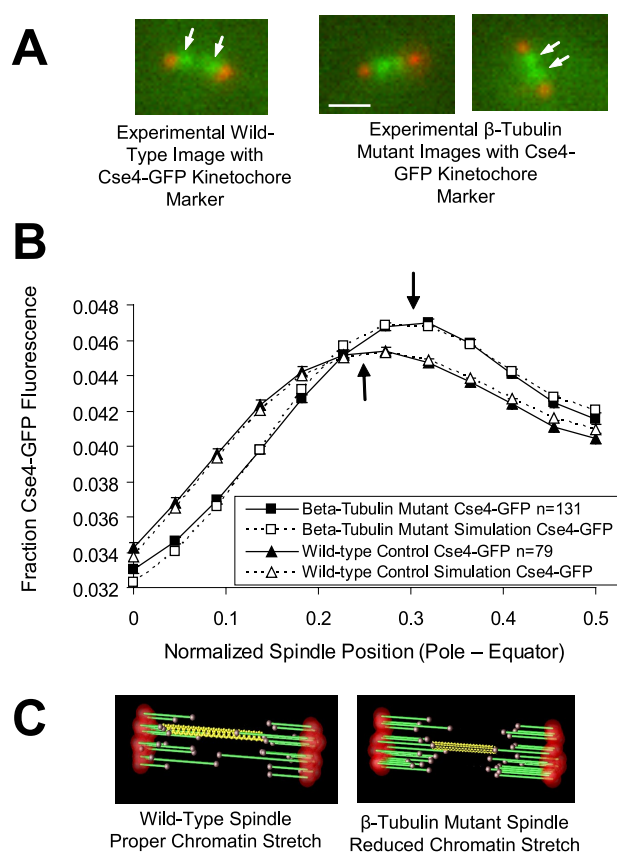 A
Experimental Wild-
Type Image with
Cse4-GFP Kinetochore
Marker
Experimental β-Tubulin
Mutant Images with Cse4-
GFP Kinetochore
Marker
B
Fraction Cse4-GFP Fluorescence
0.048
0.046
0.044
0.042
0.040
0.038
0.036
0.034
0.032
Beta-Tubulin Mutant Cse4-GFP n=131
Beta-Tubulin Mutant Simulation Cse4-GFP
Wild-type Control Cse4-GFP n=79
Wild-type Control Simulation Cse4-GFP
0
0.1
0.2
0.3
0.4
0.5
Normalized Spindle Position (Pole – Equator)
C
Wild-Type Spindle
Proper Chromatin Stretch
β-Tubulin Mutant Spindle
Reduced Chromatin Stretch